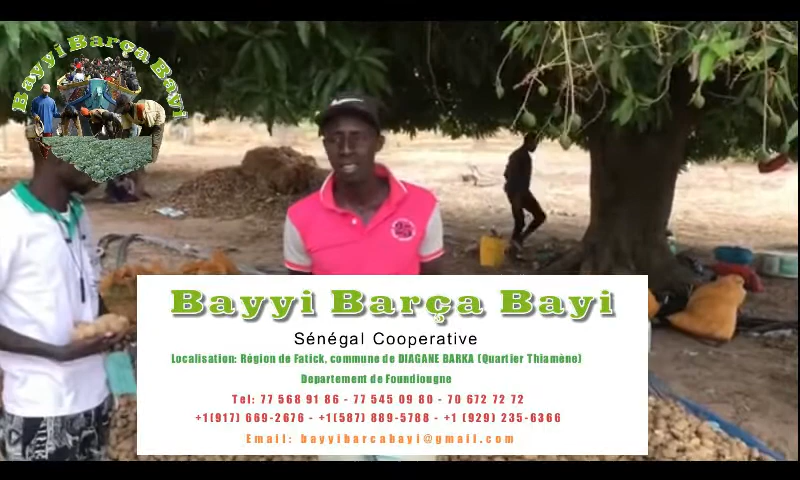 Bayyi Barça Bayi
Bayyi Barça Bayi
Sénégal Cooperative
Localisation: Région de Fatick, commune de DIAGANE BARKA (Quartier Thiamène)
Departement de Foundiougne
Tel: 77 568 91 86 - 77 545 09 80 - 70 672 72 72
+1(917) 669-2676 - +1(587) 889-5788 - +1 (929) 235-6366
Email: bayyibarcabayi@gmail.com